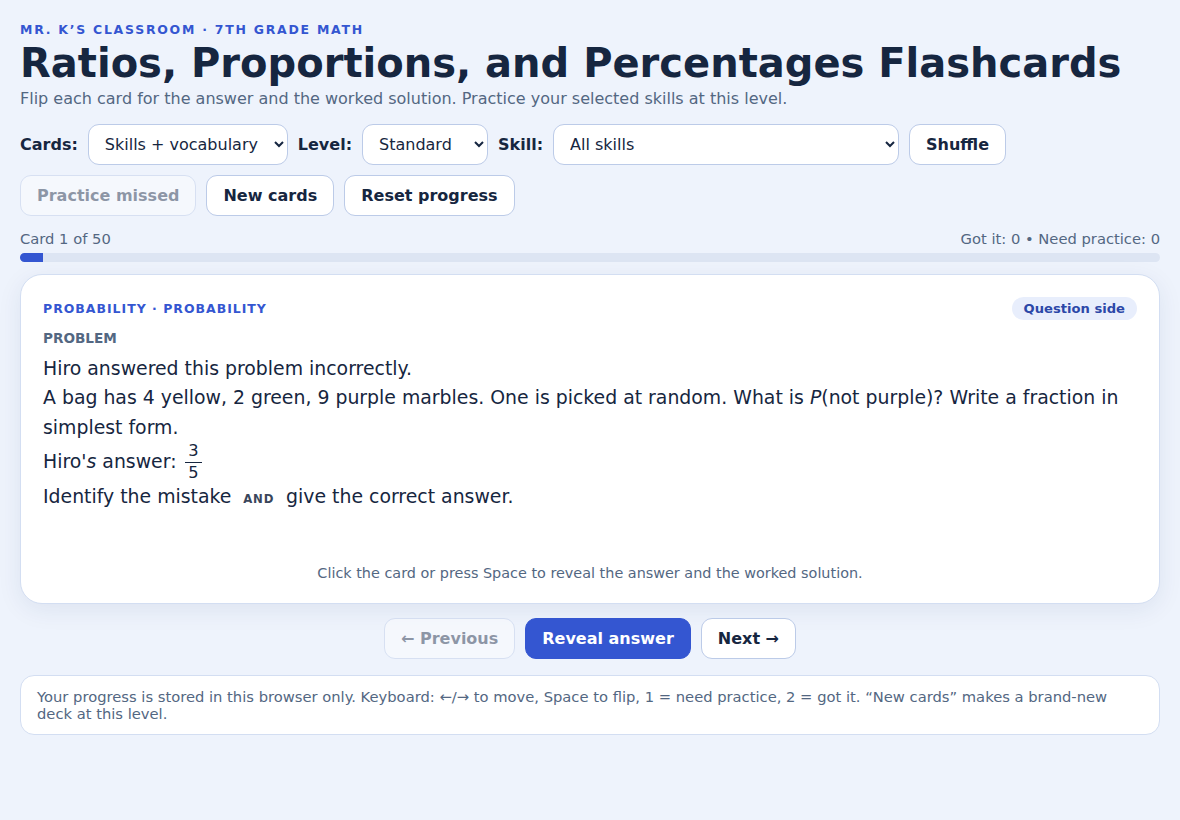 MR. K’S CLASSROOM · 7TH GRADE MATH
Ratios, Proportions, and Percentages Flashcards
Flip each card for the answer and the worked solution. Practice your selected skills at this level.
Cards: Skills + vocabulary Level: Standard Skill: All skills Shuffle
Practice missed New cards Reset progress
Card 1 of 50 Got it: 0 • Need practice: 0
PROBABILITY · PROBABILITY Question side
PROBLEM
Hiro answered this problem incorrectly.
A bag has 4 yellow, 2 green, 9 purple marbles. One is picked at random. What is P(not purple)? Write a fraction in
simplest form.
Hiro's answer: 3/5
Identify the mistake AND give the correct answer.
Click the card or press Space to reveal the answer and the worked solution.
← Previous Reveal answer Next →
Your progress is stored in this browser only. Keyboard: ←/→ to move, Space to flip, 1 = need practice, 2 = got it. “New cards” makes a brand-new
deck at this level.